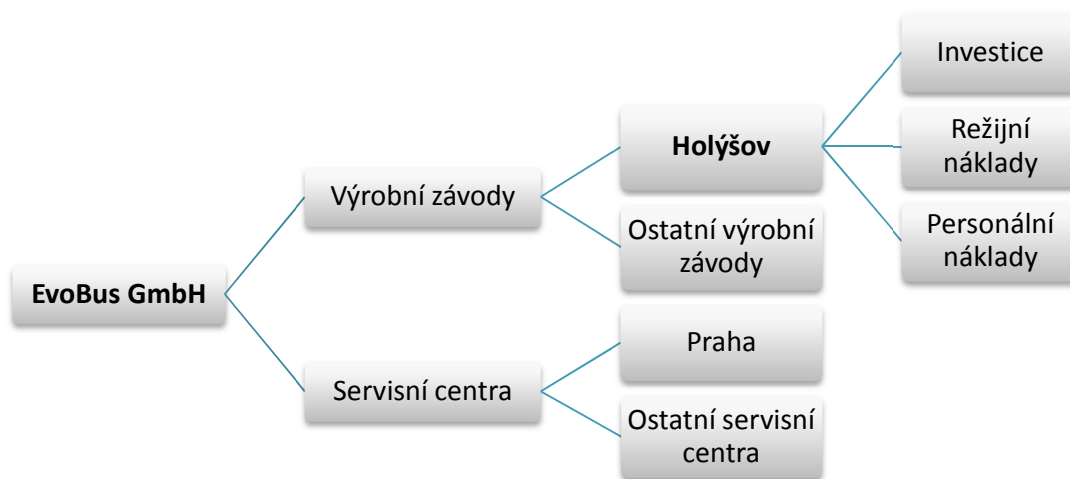 EvoBus GmbH
Výrobní závody
Servisní centra
Holýšov
Ostatní výrobní
závody
Praha
Ostatní servisní
centra
Investice
Režijní
náklady
Personální
náklady